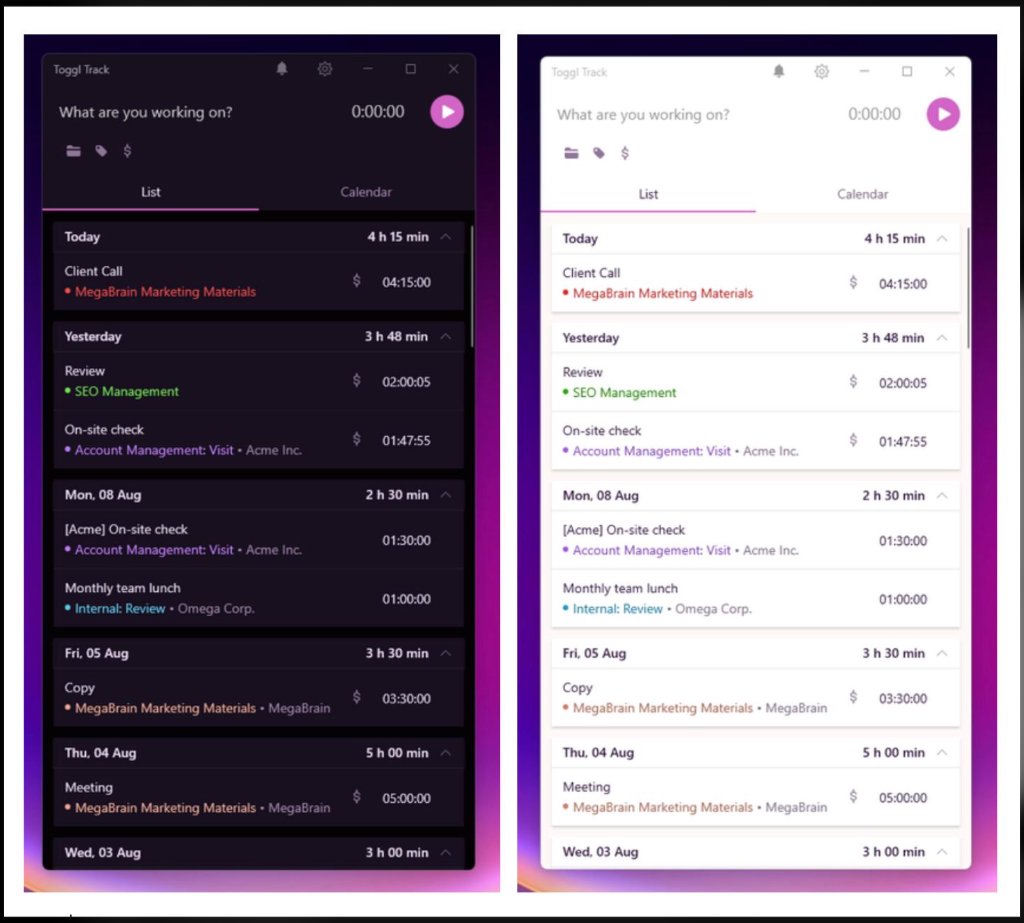 Toggl Track
What are you working on? 0:00:00
$
List Calendar
Today 4 h 15 min
Client Call
• MegaBrain Marketing Materials $ 04:15:00
Yesterday 3 h 48 min
Review
• SEO Management $ 02:00:05
On-site check
• Account Management: Visit • Acme Inc. $ 01:47:55
Mon, 08 Aug 2 h 30 min
[Acme] On-site check
• Account Management: Visit • Acme Inc. 01:30:00
Monthly team lunch
• Internal: Review • Omega Corp. 01:00:00
Fri, 05 Aug 3 h 30 min
Copy
• MegaBrain Marketing Materials • MegaBrain $ 03:30:00
Thu, 04 Aug 5 h 00 min
Meeting
• MegaBrain Marketing Materials • MegaBrain $ 05:00:00
Wed, 03 Aug 3 h 00 min
Toggl Track
What are you working on? 0:00:00
$
List Calendar
Today 4 h 15 min
Client Call
• MegaBrain Marketing Materials $ 04:15:00
Yesterday 3 h 48 min
Review
• SEO Management $ 02:00:05
On-site check
• Account Management: Visit • Acme Inc. $ 01:47:55
Mon, 08 Aug 2 h 30 min
[Acme] On-site check
• Account Management: Visit • Acme Inc. 01:30:00
Monthly team lunch
• Internal: Review • Omega Corp. 01:00:00
Fri, 05 Aug 3 h 30 min
Copy
• MegaBrain Marketing Materials • MegaBrain $ 03:30:00
Thu, 04 Aug 5 h 00 min
Meeting
• MegaBrain Marketing Materials • MegaBrain $ 05:00:00
Wed, 03 Aug 3 h 00 min